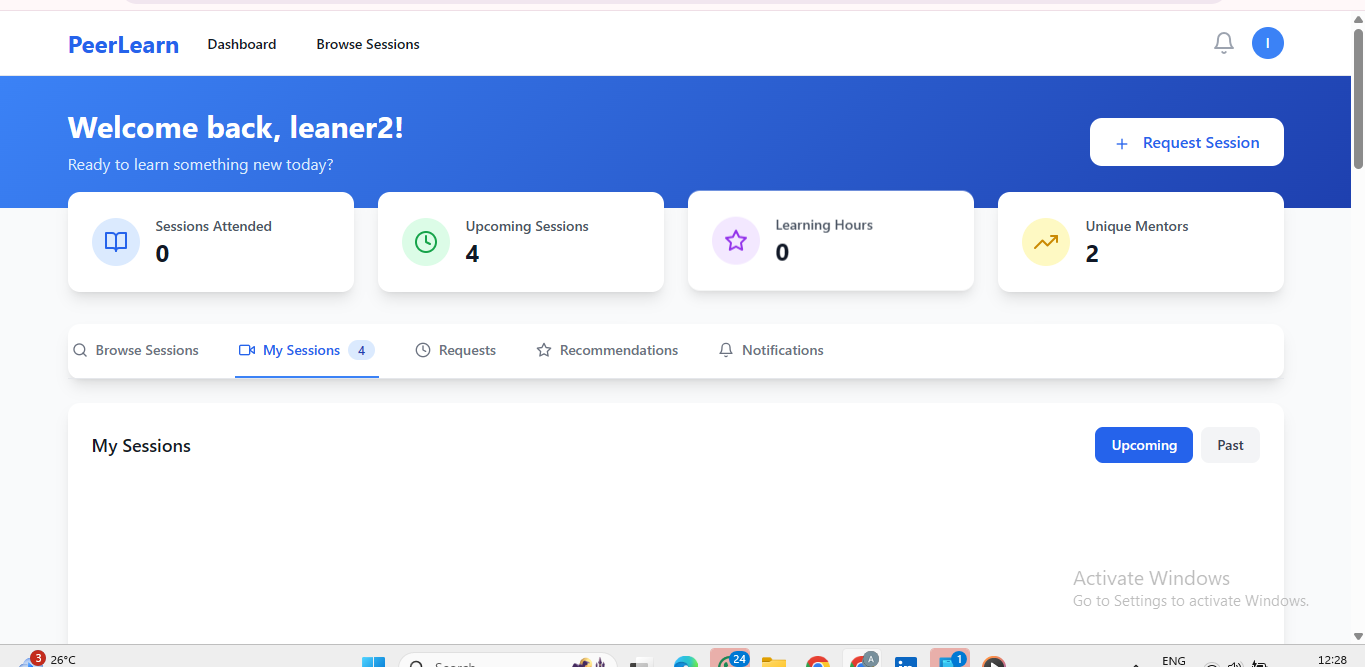 PeerLearn Dashboard Browse Sessions I
Welcome back, leaner2!
Ready to learn something new today?
+ Request Session
Sessions Attended
0
Upcoming Sessions
4
Learning Hours
0
Unique Mentors
2
Browse Sessions My Sessions 4 Requests Recommendations Notifications
My Sessions Upcoming Past
Activate Windows
Go to Settings to activate Windows.
3 26°C Search 24 A 1 ENG 12:28